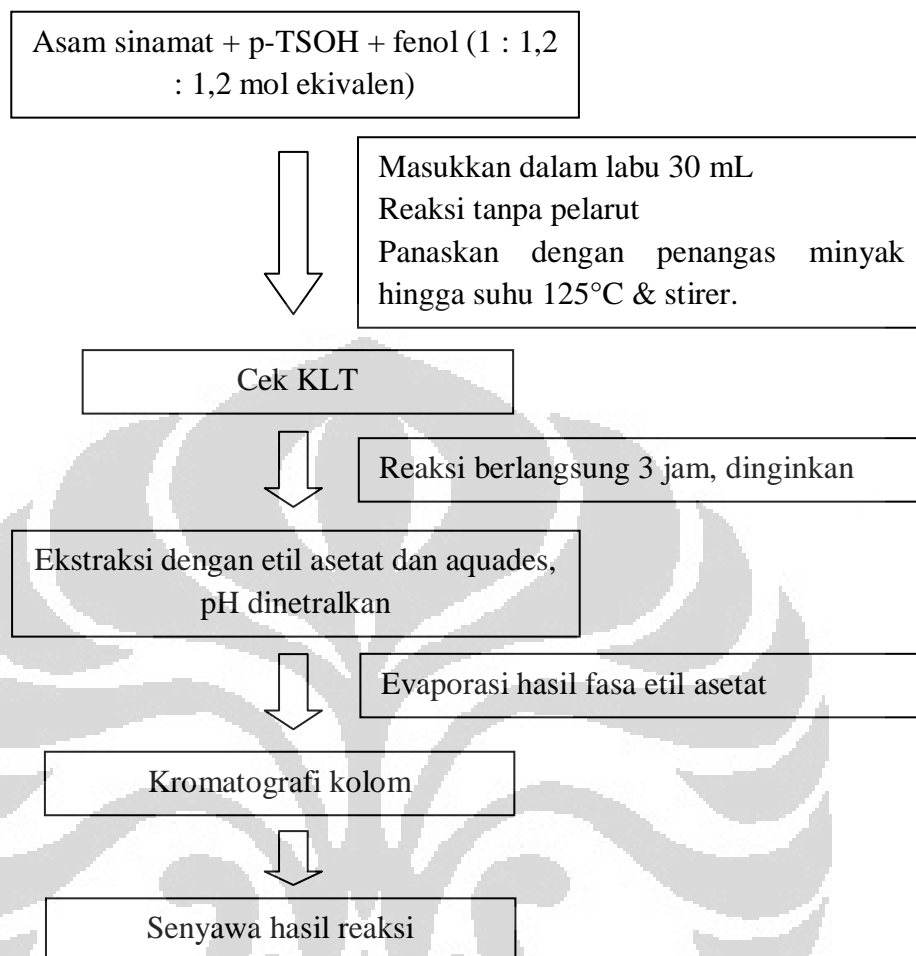 Asam sinamat + p-TSOH + fenol (1 : 1,2
: 1,2 mol ekivalen)
Masukkan dalam labu 30 mL
Reaksi tanpa pelarut
Panaskan dengan penangas minyak
hingga suhu 125°C & stirer.
Cek KLT
Reaksi berlangsung 3 jam, dinginkan
Ekstraksi dengan etil asetat dan aquades,
pH dinetralkan
Evaporasi hasil fasa etil asetat
Kromatografi kolom
Senyawa hasil reaksi